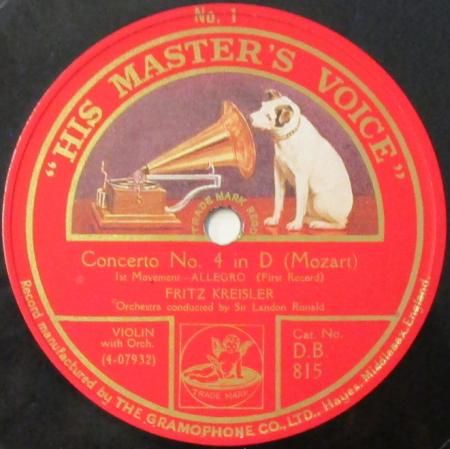 No. 1
"HIS MASTER'S VOICE"
TRADE MARK REGD
Concerto No. 4 in D (Mozart)
1st Movement - ALLEGRO (First Record)
FRITZ KREISLER
Orchestra conducted by Sir Landon Ronald
VIOLIN
with Orch.
(4-07932)
TRADE MARK
Cat. No.
D.B.
815
Record manufactured by THE GRAMOPHONE CO., LTD., Hayes, Middlesex, England.